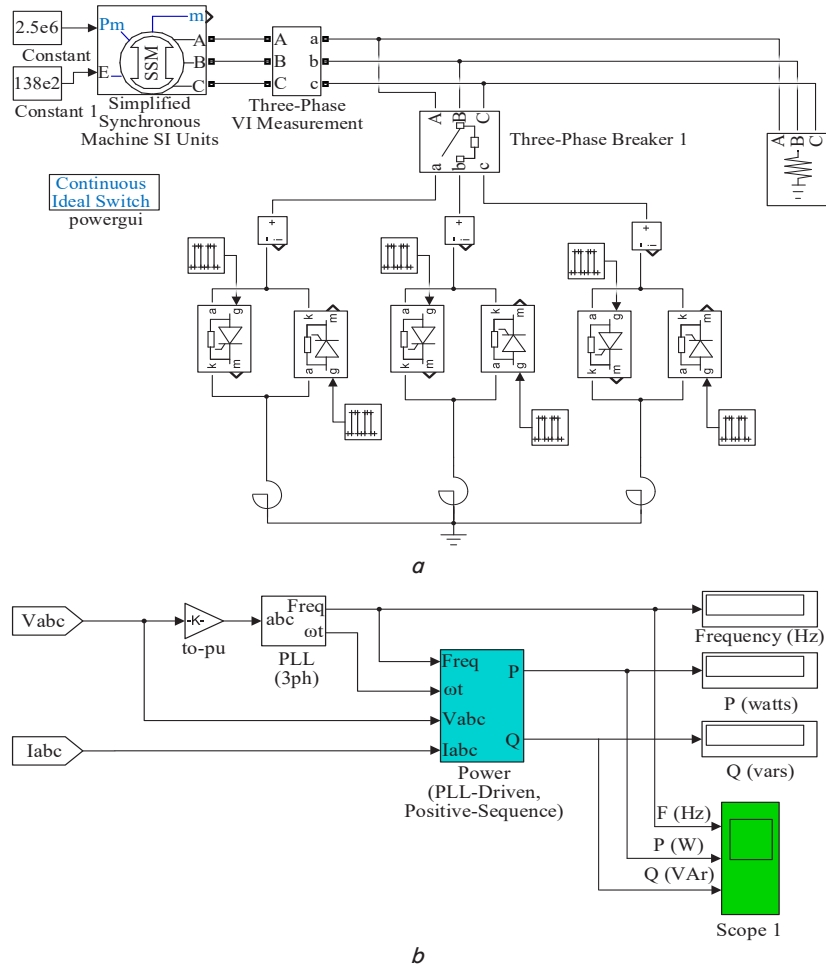 2.5e6
Constant
138e2
Constant 1
Pm
m
E
SSM
A
B
C
Simplified
Synchronous
Machine SI Units
A a
B b
C c
Three-Phase
VI Measurement
A B C
a b c
Three-Phase Breaker 1
A B C
Continuous
Ideal Switch
powergui
+
- i
+
- i
+
- i
a g
k m
k m
a g
a g
k m
k m
a g
a g
k m
k m
a g
a
Vabc
-K-
to-pu
abc
Freq
ωt
PLL
(3ph)
Iabc
Freq
ωt
Vabc
Iabc
P
Q
Power
(PLL-Driven,
Positive-Sequence)
Frequency (Hz)
P (watts)
Q (vars)
F (Hz)
P (W)
Q (VAr)
Scope 1
b